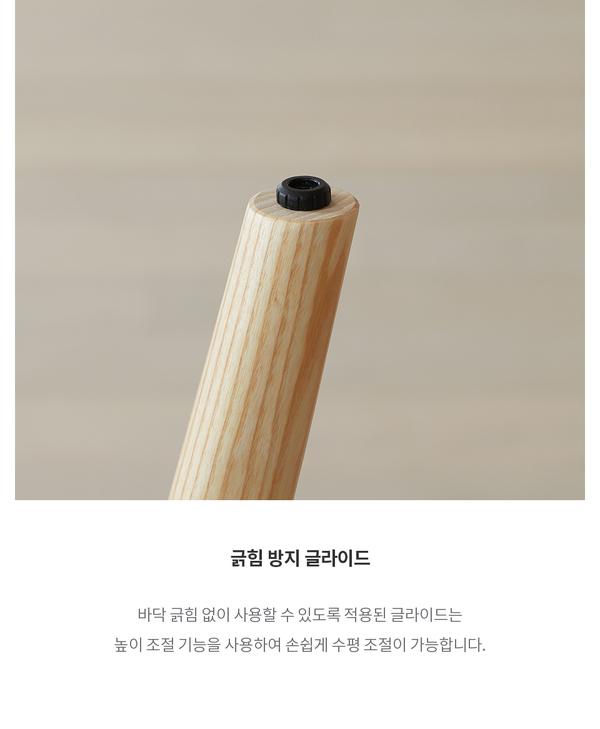 긁힘 방지 글라이드
바닥 긁힘 없이 사용할 수 있도록 적용된 글라이드는
높이 조절 기능을 사용하여 손쉽게 수평 조절이 가능합니다.